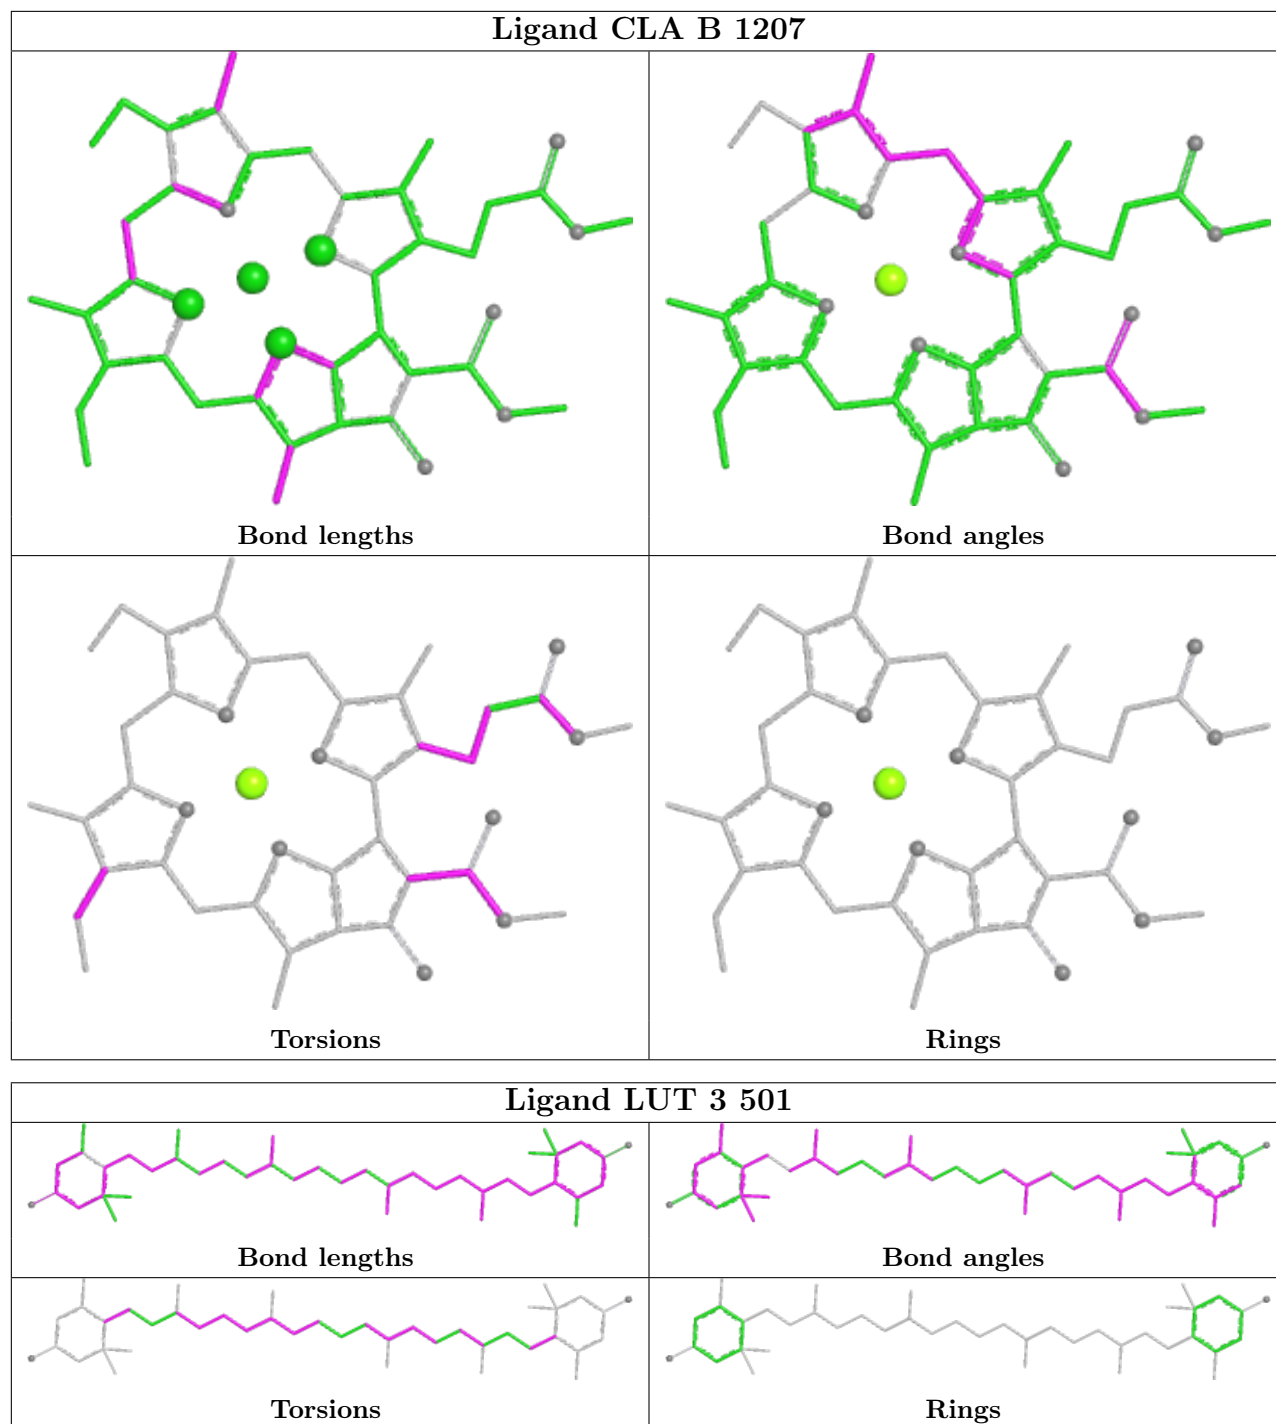 Ligand CLA B 1207
Bond lengths
Bond angles
Torsions
Rings
Ligand LUT 3 501
Bond lengths
Bond angles
Torsions
Rings